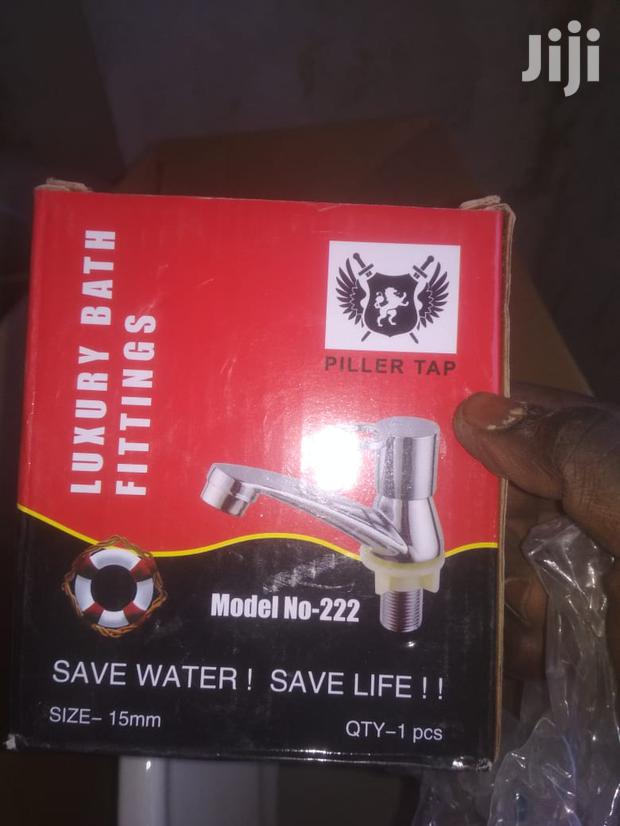 Jiji
LUXURY BATH
FITTINGS
PILLER TAP
Model No-222
SAVE WATER ! SAVE LIFE ! !
SIZE- 15mm
QTY-1 pcs